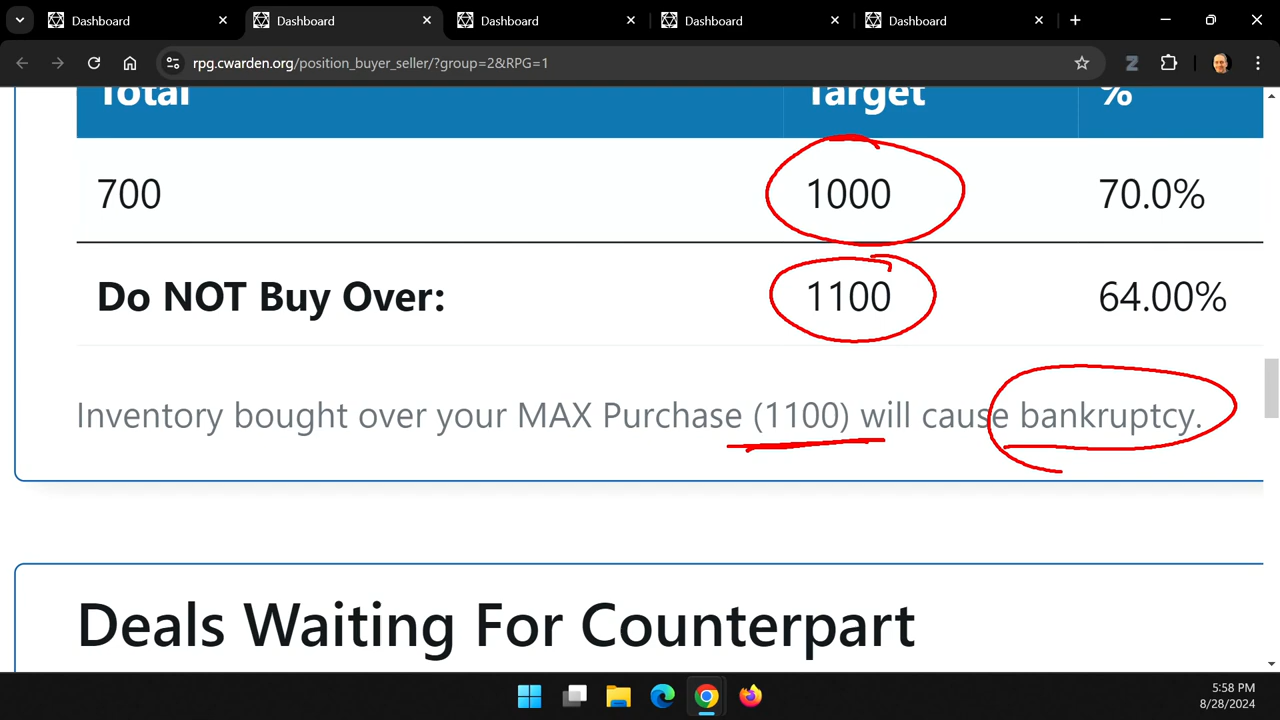 Dashboard Dashboard Dashboard Dashboard Dashboard
rpg.cwarden.org/position_buyer_seller/?group=2&RPG=1
Total Target %
700 1000 70.0%
Do NOT Buy Over: 1100 64.00%
Inventory bought over your MAX Purchase (1100) will cause bankruptcy.
Deals Waiting For Counterpart
5:58 PM
8/28/2024